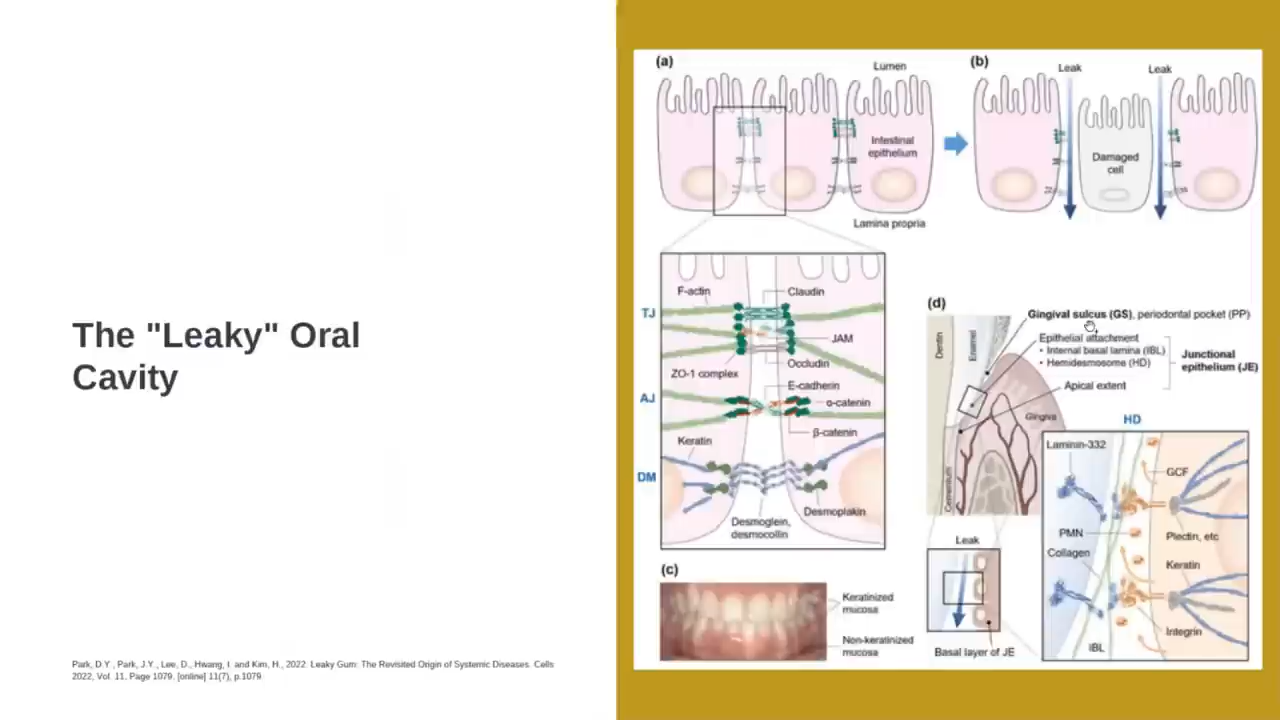 The "Leaky" Oral
Cavity
Park, D.Y., Park, J.Y., Lee, D., Hwang, I. and Kim, H., 2022. Leaky Gum: The Revisited Origin of Systemic Diseases. Cells
2022, Vol. 11, Page 1079. [online] 11(7), p.1079.
(a)
Lumen
Intestinal
epithelium
Lamina propria
(b)
Leak
Leak
Damaged
cell
TJ
AJ
DM
F-actin
Claudin
JAM
Occludin
ZO-1 complex
E-cadherin
α-catenin
β-catenin
Keratin
Desmoplakin
Desmoglein,
desmocollin
(c)
Keratinized
mucosa
Non-keratinized
mucosa
(d)
Gingival sulcus (GS), periodontal pocket (PP)
Epithelial attachment
• Internal basal lamina (IBL)
• Hemidesmosome (HD)
Junctional
epithelium (JE)
Apical extent
Dentin
Enamel
Gingiva
Cementum
Leak
Basal layer of JE
HD
Laminin-332
GCF
PMN
Plectin, etc
Collagen
Keratin
Integrin
IBL